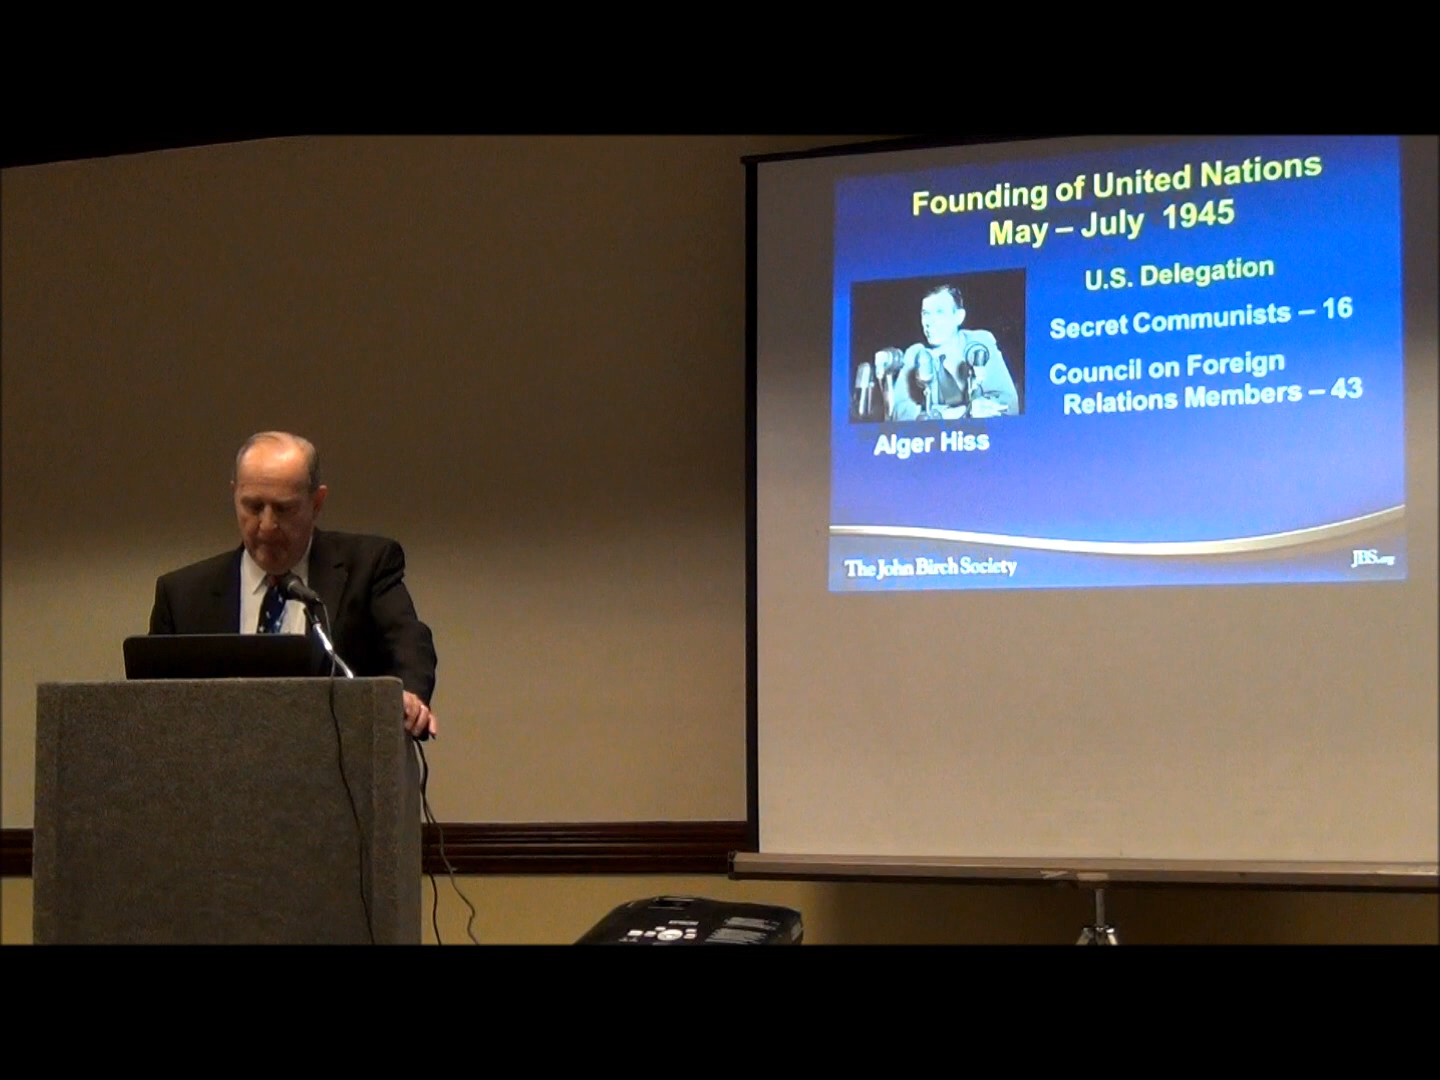 Founding of United Nations
May – July 1945
U.S. Delegation
Secret Communists – 16
Council on Foreign
Relations Members – 43
Alger Hiss
The John Birch Society
JBS.org
EPSON